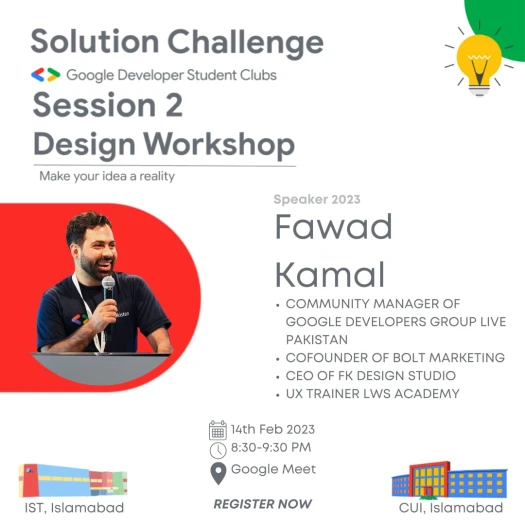 Solution Challenge
Google Developer Student Clubs
Session 2
Design Workshop
Make your idea a reality
Speaker 2023
Fawad
Kamal
• COMMUNITY MANAGER OF
GOOGLE DEVELOPERS GROUP LIVE
PAKISTAN
• COFOUNDER OF BOLT MARKETING
• CEO OF FK DESIGN STUDIO
• UX TRAINER LWS ACADEMY
14th Feb 2023
8:30-9:30 PM
Google Meet
REGISTER NOW
IST, Islamabad
CUI, Islamabad